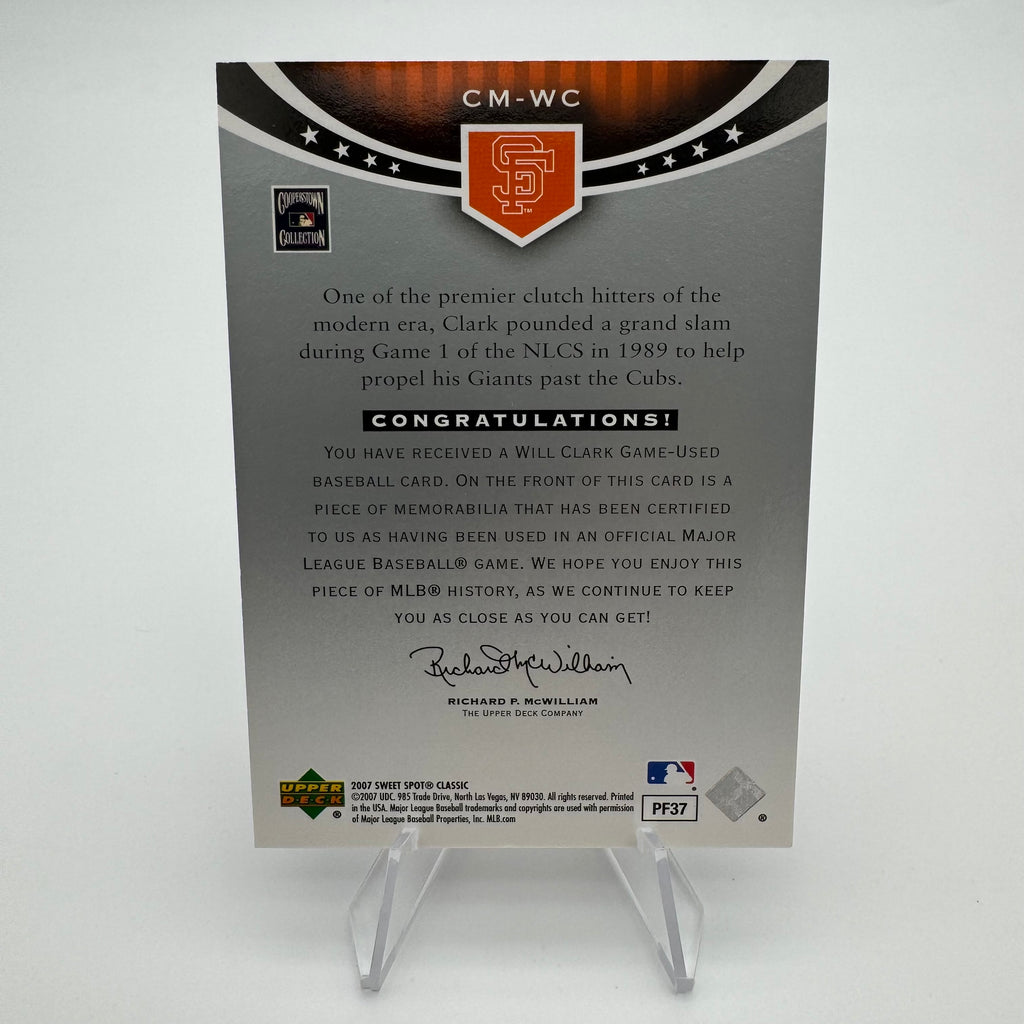 CM-WC
SF
TM
COOPERSTOWN
COLLECTION
One of the premier clutch hitters of the
modern era, Clark pounded a grand slam
during Game 1 of the NLCS in 1989 to help
propel his Giants past the Cubs.
CONGRATULATIONS!
YOU HAVE RECEIVED A WILL CLARK GAME-USED
BASEBALL CARD. ON THE FRONT OF THIS CARD IS A
PIECE OF MEMORABILIA THAT HAS BEEN CERTIFIED
TO US AS HAVING BEEN USED IN AN OFFICIAL MAJOR
LEAGUE BASEBALL® GAME. WE HOPE YOU ENJOY THIS
PIECE OF MLB® HISTORY, AS WE CONTINUE TO KEEP
YOU AS CLOSE AS YOU CAN GET!
Richard McWilliam
RICHARD P. McWILLIAM
THE UPPER DECK COMPANY
UPPER
DECK
®
2007 SWEET SPOT® CLASSIC
©2007 UDC. 985 Trade Drive, North Las Vegas, NV 89030. All rights reserved. Printed
in the USA. Major League Baseball trademarks and copyrights are used with permission
of Major League Baseball Properties, Inc. MLB.com
®
PF37
®